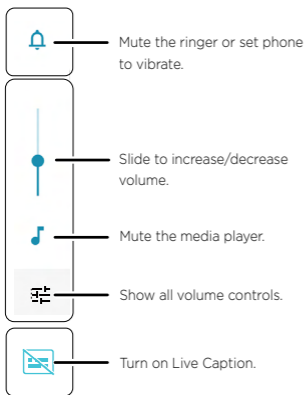 Mute the ringer or set phone
to vibrate.
Slide to increase/decrease
volume.
Mute the media player.
Show all volume controls.
Turn on Live Caption.